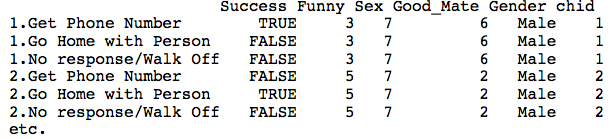 Success Funny Sex Good_Mate Gender chid
1.Get Phone Number TRUE 3 7 6 Male 1
1.Go Home with Person FALSE 3 7 6 Male 1
1.No response/Walk Off FALSE 3 7 6 Male 1
2.Get Phone Number FALSE 5 7 2 Male 2
2.Go Home with Person TRUE 5 7 2 Male 2
2.No response/Walk Off FALSE 5 7 2 Male 2
etc.